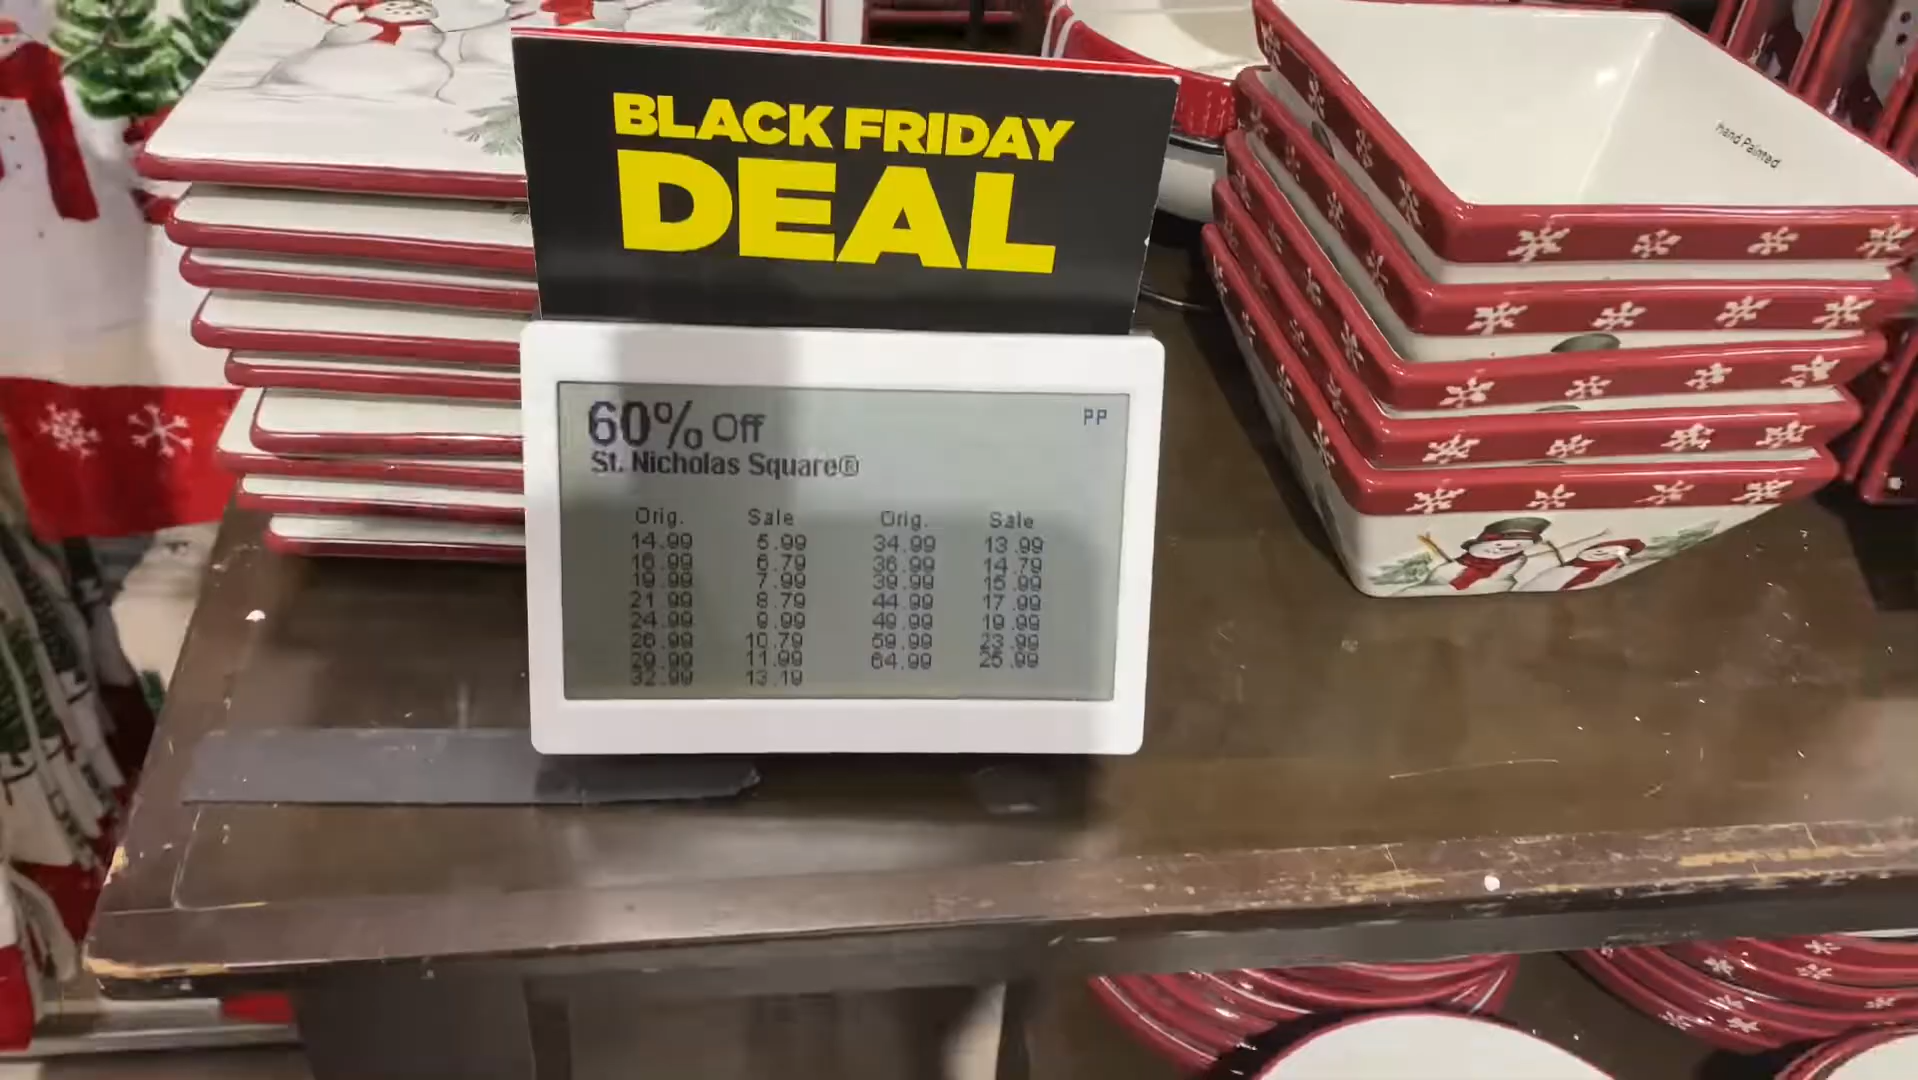 BLACK FRIDAY
DEAL
60% Off
PP
St. Nicholas Square®
Orig. Sale Orig. Sale
14.99 5.99 34.99 13.99
16.99 6.79 36.99 14.79
19.99 7.99 39.99 15.99
21.99 8.79 44.99 17.99
24.99 9.99 49.99 19.99
26.99 10.79 59.99 23.99
29.99 11.99 64.99 25.99
32.99 13.19
hand Painted